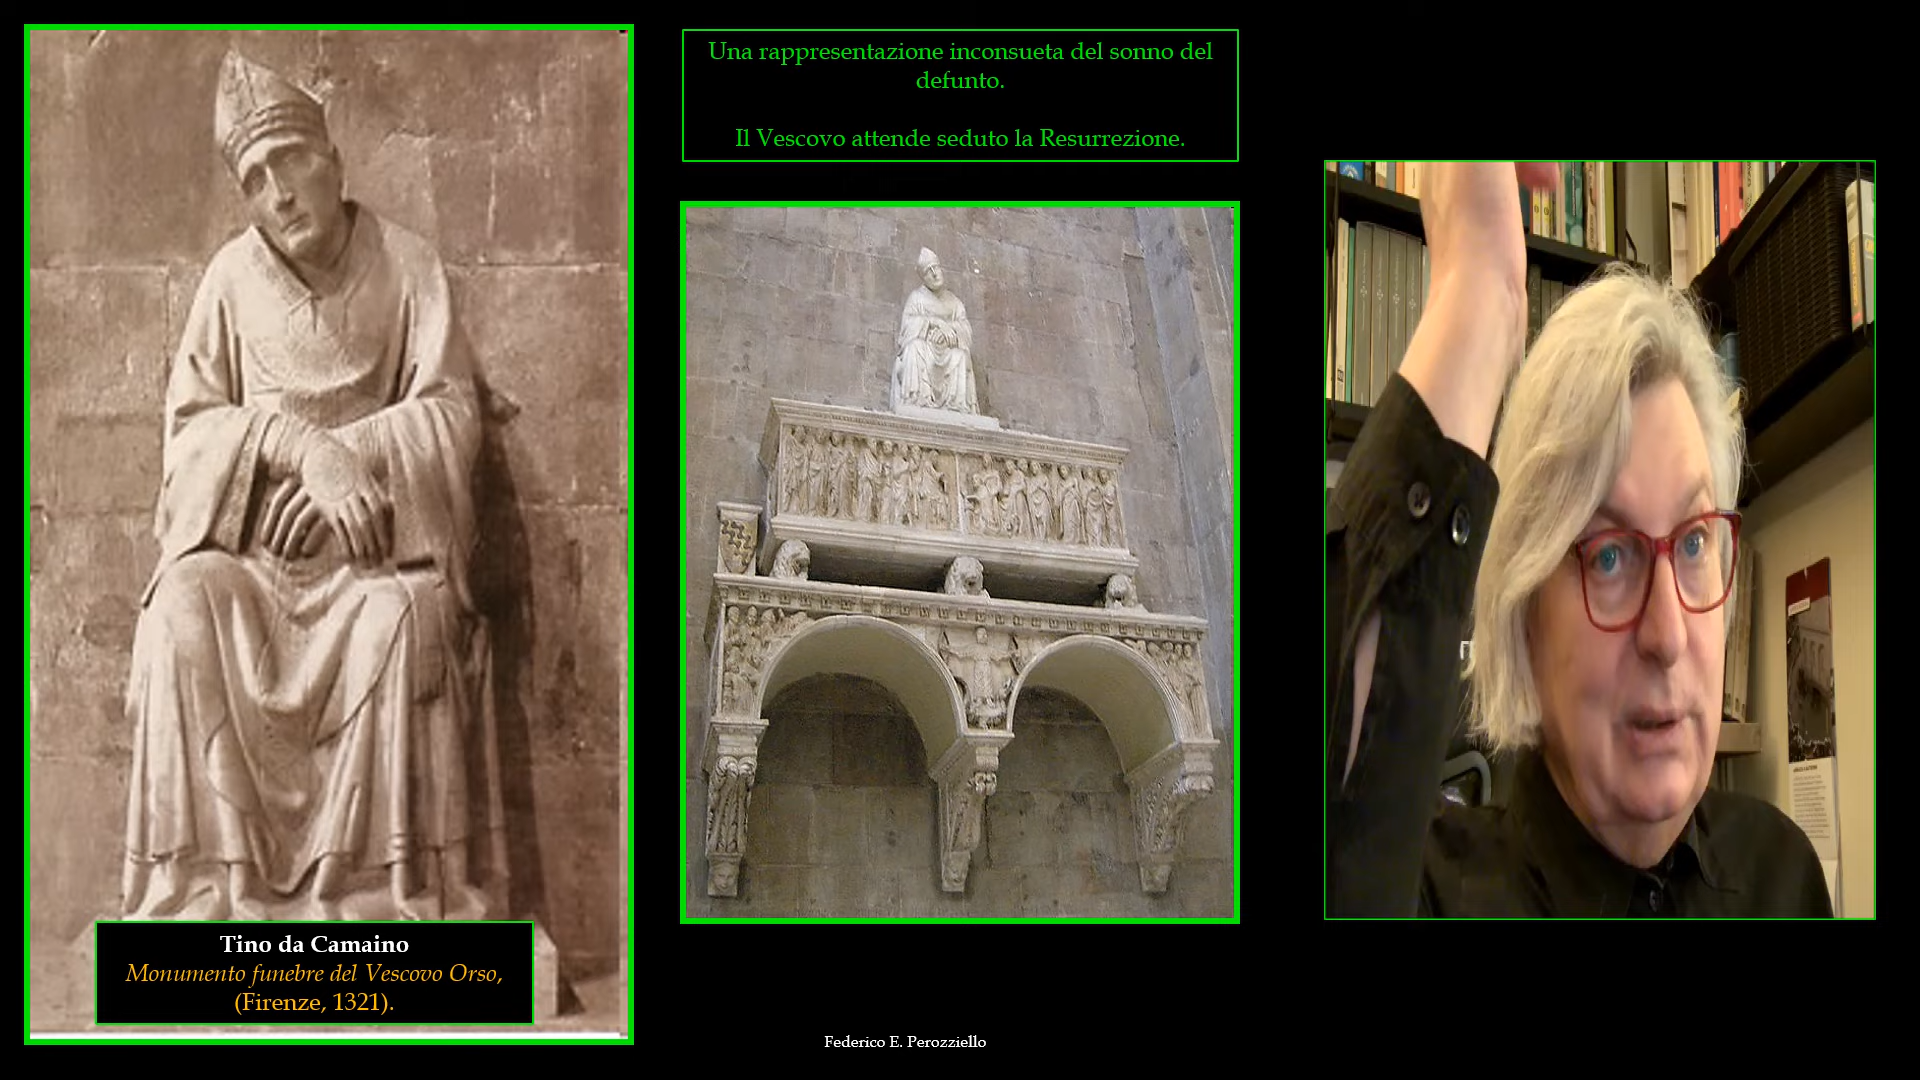 Una rappresentazione inconsueta del sonno del
defunto.
Il Vescovo attende seduto la Resurrezione.
Tino da Camaino
Monumento funebre del Vescovo Orso,
(Firenze, 1321).
Federico E. Perozziello